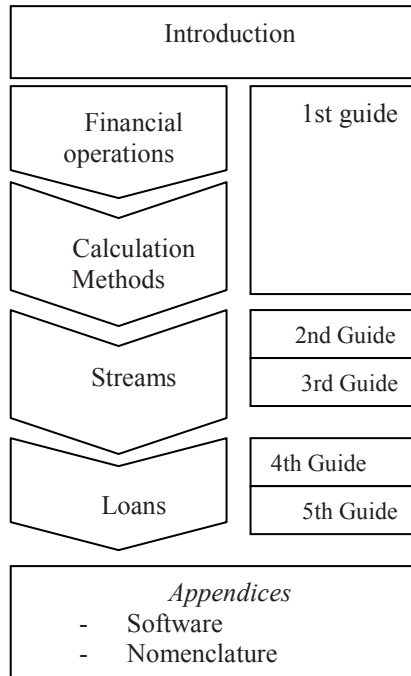 Introduction
Financial
operations
1st guide
Calculation
Methods
Streams
2nd Guide
3rd Guide
Loans
4th Guide
5th Guide
Appendices
- Software
- Nomenclature